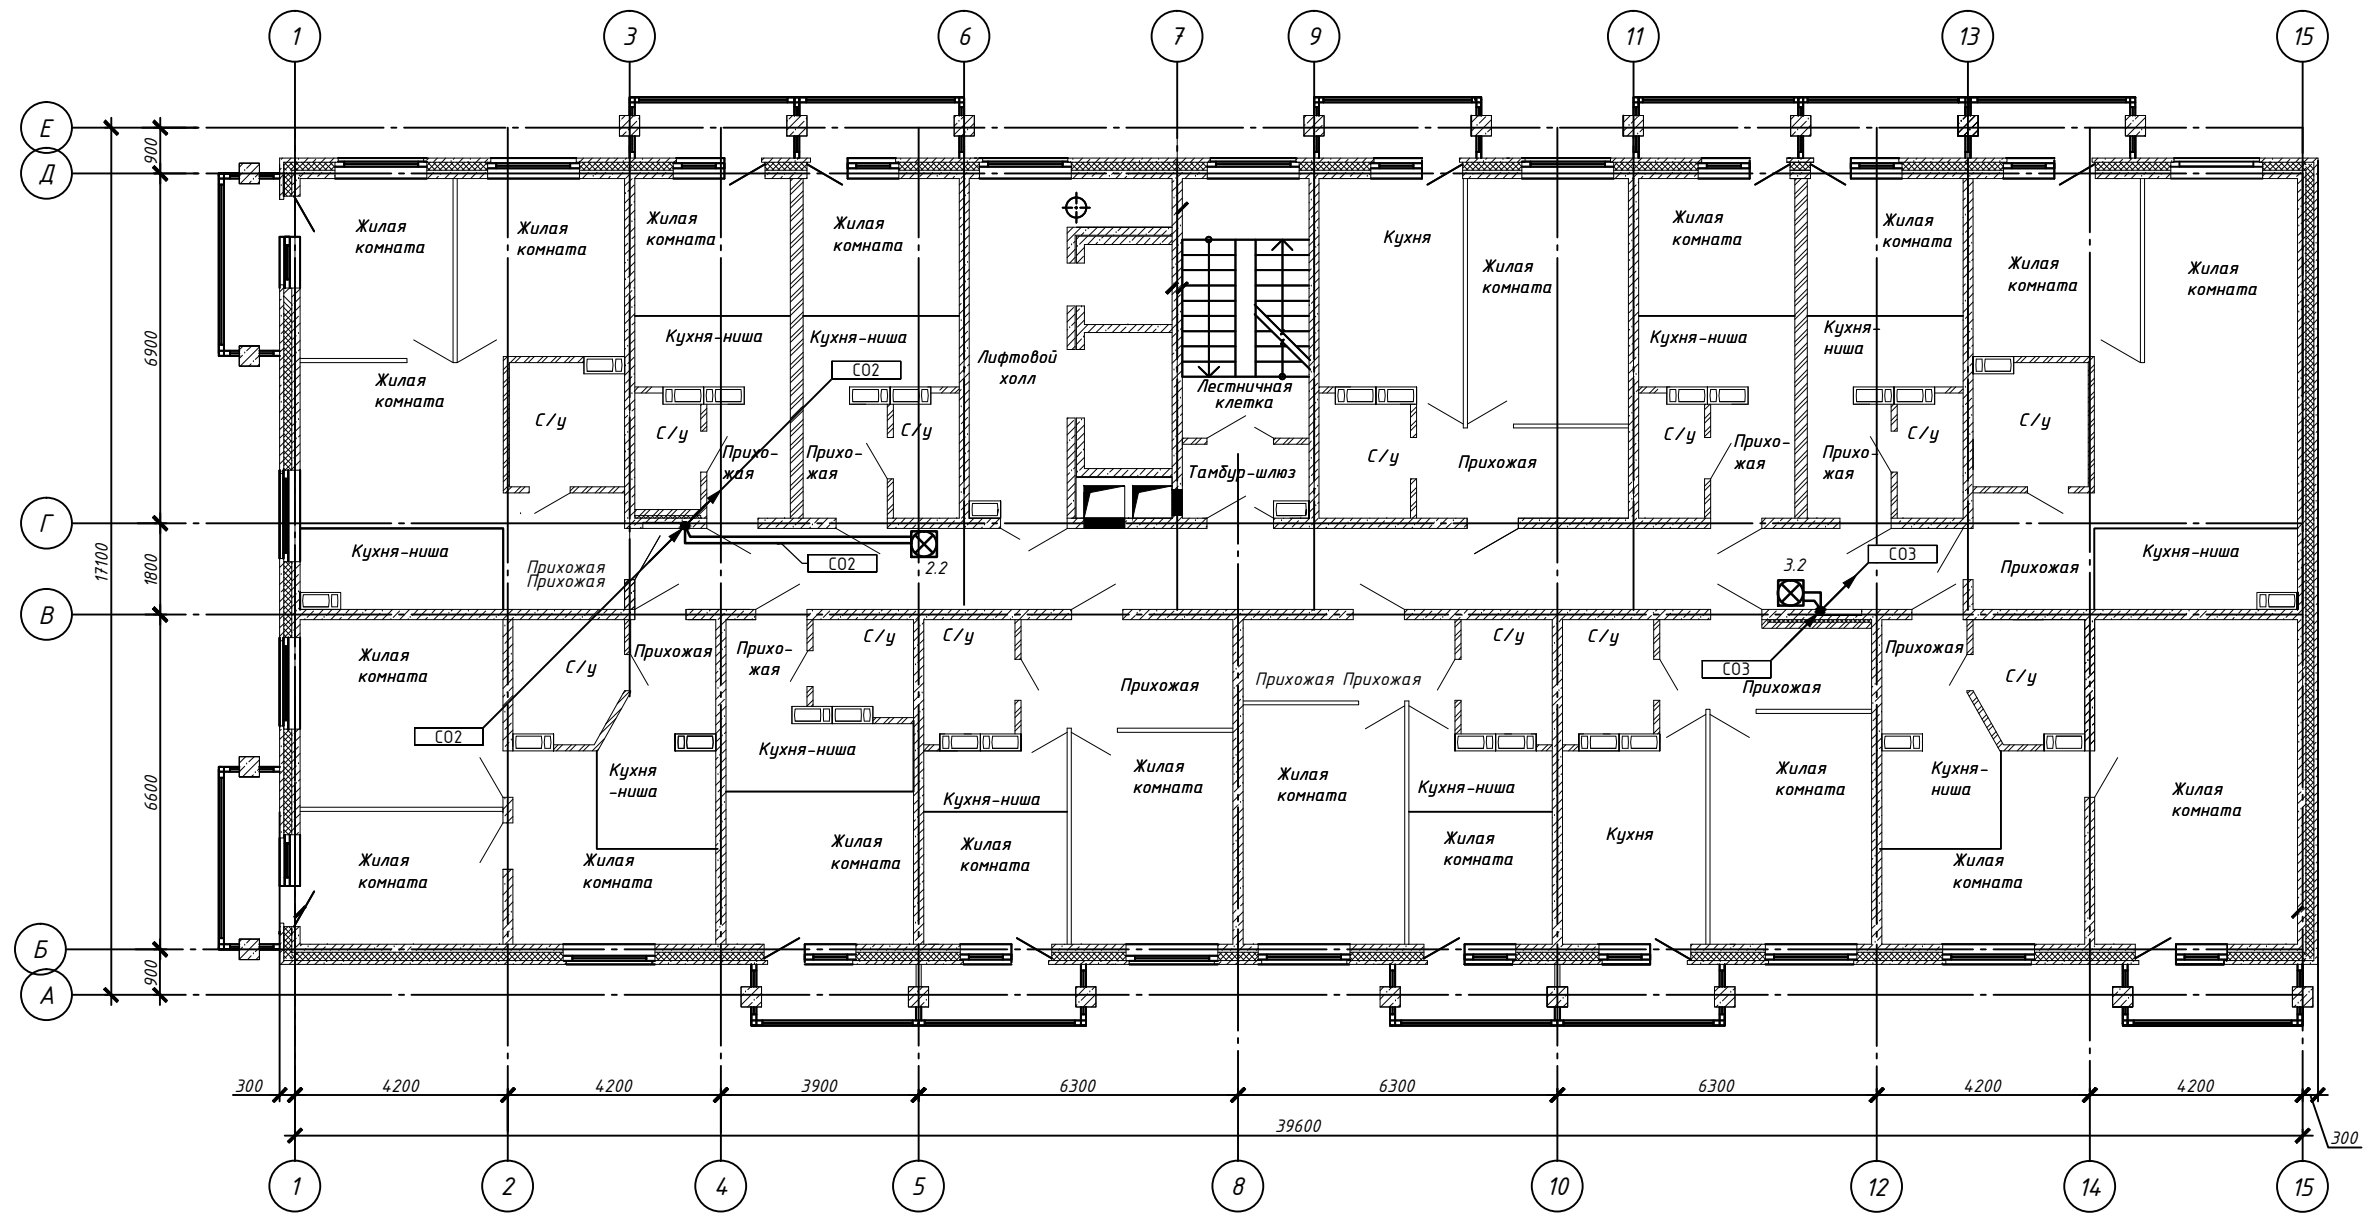 1 3 6 7 9 11 13 15
Е
900
Д
Жилая
комната
Жилая
комната
Жилая
комната
Жилая
комната
Кухня
Жилая
комната
Жилая
комната
Жилая
комната
Жилая
комната
Жилая
комната
6900
Кухня-ниша
Кухня-ниша
Лифтовой
холл
Кухня-ниша
Кухня-
ниша
CO2
Жилая
комната
Лестничная
клетка
С/у
С/у
С/у
С/у
С/у
С/у
С/у
Прихо-
жая
Прихо-
жая
Тамбур-шлюз
Прихожая
Прихо-
жая
Прихо-
жая
Г
17100
1800
Кухня-ниша
Прихожая
Прихожая
CO2
2.2
3.2
CO3
Прихожая
Кухня-ниша
В
Жилая
комната
С/у
Прихожая
Прихо-
жая
С/у
С/у
Прихожая
Прихожая Прихожая
С/у
С/у
CO3
Прихожая
Прихожая
С/у
CO2
6600
Кухня
-ниша
Кухня-ниша
Кухня-ниша
Жилая
комната
Жилая
комната
Кухня-ниша
Жилая
комната
Кухня-
ниша
Жилая
комната
Жилая
комната
Жилая
комната
Жилая
комната
Жилая
комната
Жилая
комната
Кухня
Жилая
комната
Б
900
А
300 4200 4200 3900 6300 6300 6300 4200 4200
39600
300
1 2 4 5 8 10 12 14 15